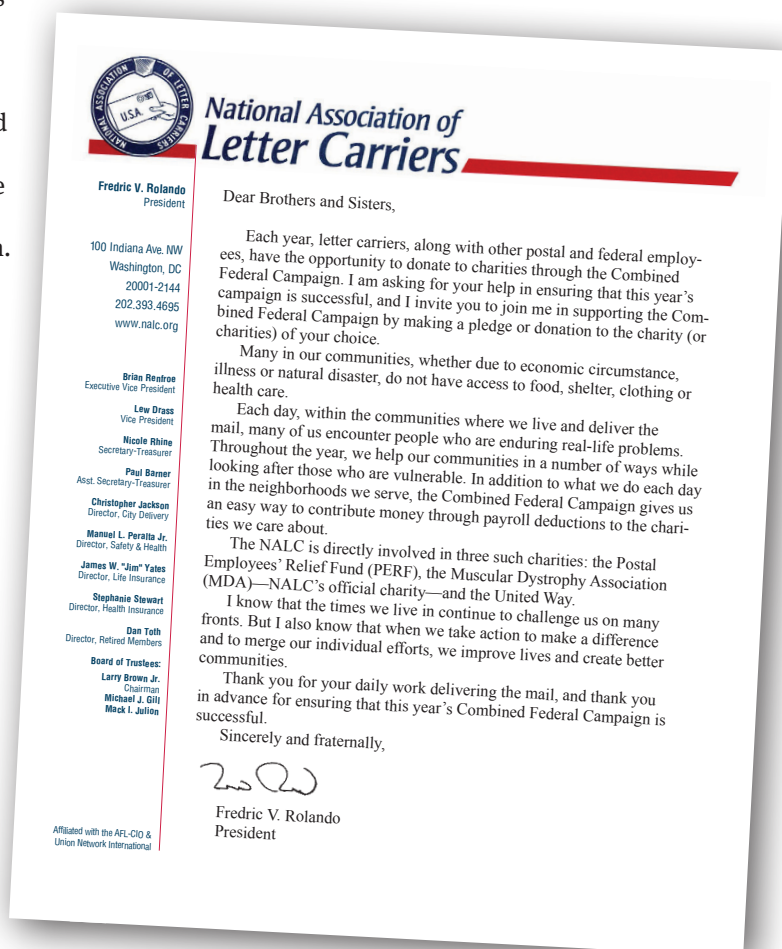 s
d
e
n.
NATIONAL ASSOCIATION OF LETTER CARRIERS
U.S.A.
National Association of
Letter Carriers
Fredric V. Rolando
President
100 Indiana Ave. NW
Washington, DC
20001-2144
202.393.4695
www.nalc.org
Brian Renfroe
Executive Vice President
Lew Drass
Vice President
Nicole Rhine
Secretary-Treasurer
Paul Barner
Asst. Secretary-Treasurer
Christopher Jackson
Director, City Delivery
Manuel L. Peralta Jr.
Director, Safety & Health
James W. "Jim" Yates
Director, Life Insurance
Stephanie Stewart
Director, Health Insurance
Dan Toth
Director, Retired Members
Board of Trustees:
Larry Brown Jr.
Chairman
Michael J. Gill
Mack I. Julion
Affiliated with the AFL-CIO &
Union Network International
Dear Brothers and Sisters,
Each year, letter carriers, along with other postal and federal employ-
ees, have the opportunity to donate to charities through the Combined
Federal Campaign. I am asking for your help in ensuring that this year's
campaign is successful, and I invite you to join me in supporting the Com-
bined Federal Campaign by making a pledge or donation to the charity (or
charities) of your choice.
Many in our communities, whether due to economic circumstance,
illness or natural disaster, do not have access to food, shelter, clothing or
health care.
Each day, within the communities where we live and deliver the
mail, many of us encounter people who are enduring real-life problems.
Throughout the year, we help our communities in a number of ways while
looking after those who are vulnerable. In addition to what we do each day
in the neighborhoods we serve, the Combined Federal Campaign gives us
an easy way to contribute money through payroll deductions to the chari-
ties we care about.
The NALC is directly involved in three such charities: the Postal
Employees' Relief Fund (PERF), the Muscular Dystrophy Association
(MDA)—NALC's official charity—and the United Way.
I know that the times we live in continue to challenge us on many
fronts. But I also know that when we take action to make a difference
and to merge our individual efforts, we improve lives and create better
communities.
Thank you for your daily work delivering the mail, and thank you
in advance for ensuring that this year's Combined Federal Campaign is
successful.
Sincerely and fraternally,
Fredric V. Rolando
President